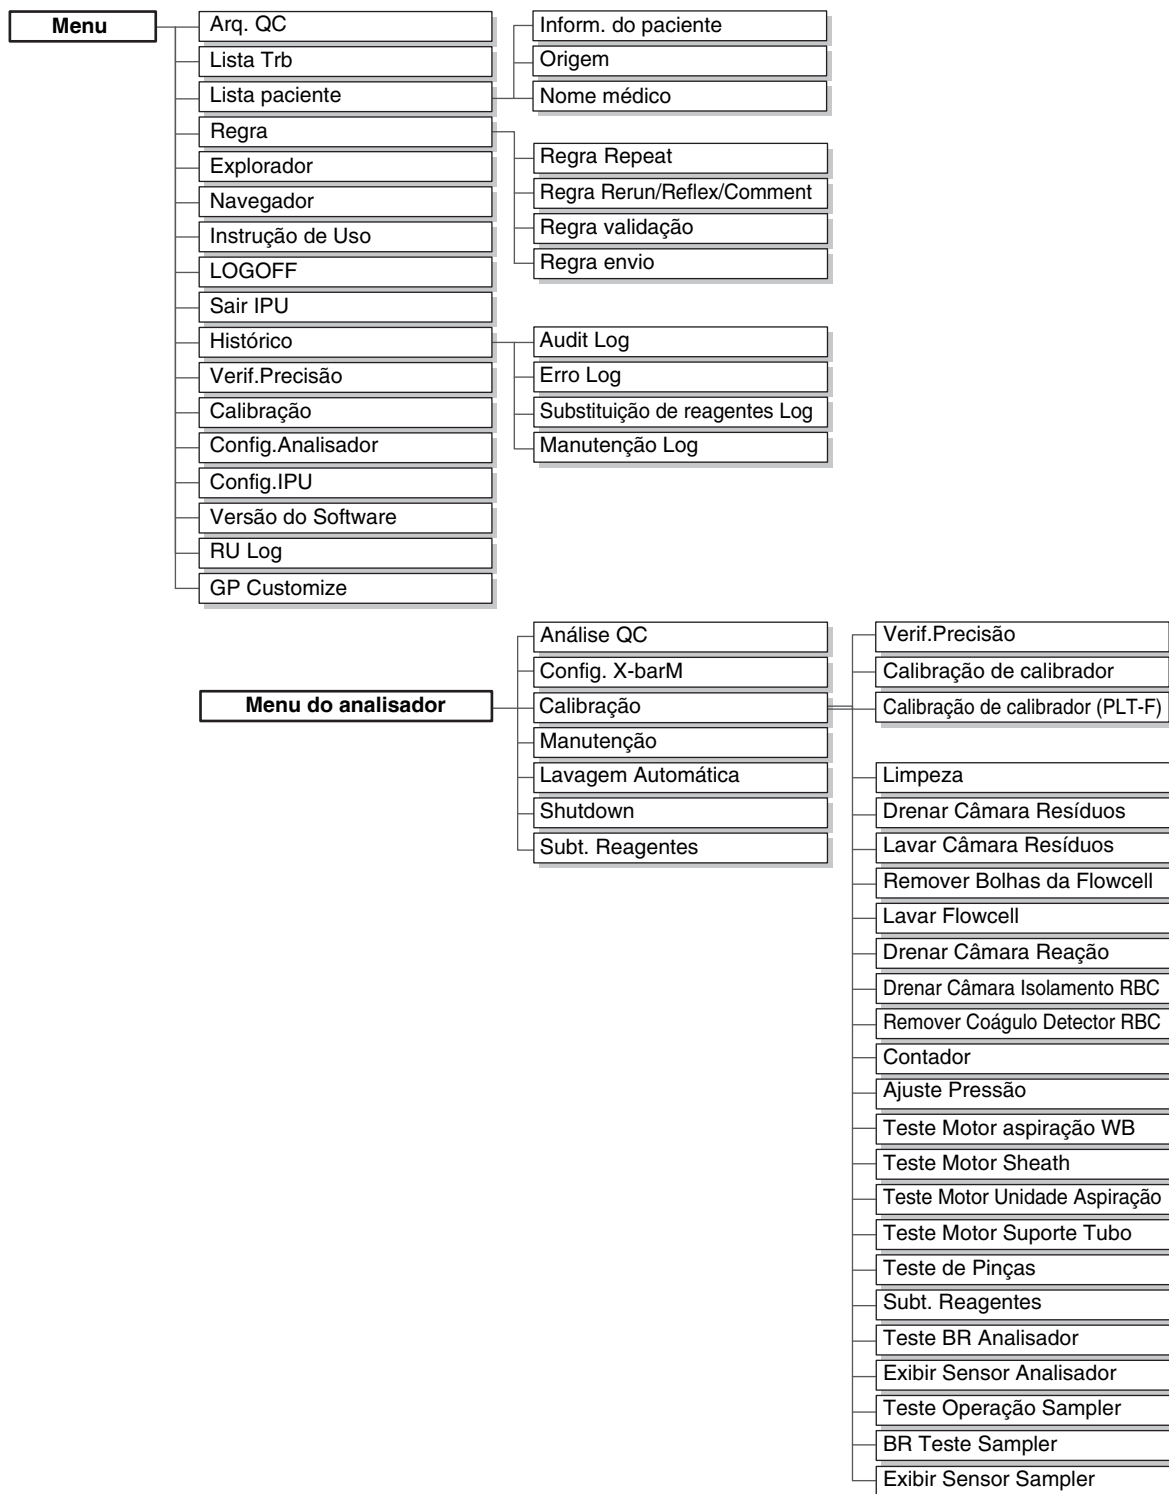 Menu
Arq. QC
Lista Trb
Lista paciente
Regra
Explorador
Navegador
Instrução de Uso
LOGOFF
Sair IPU
Histórico
Verif.Precisão
Calibração
Config.Analisador
Config.IPU
Versão do Software
RU Log
GP Customize
Inform. do paciente
Origem
Nome médico
Regra Repeat
Regra Rerun/Reflex/Comment
Regra validação
Regra envio
Audit Log
Erro Log
Substituição de reagentes Log
Manutenção Log
Menu do analisador
Análise QC
Config. X-barM
Calibração
Manutenção
Lavagem Automática
Shutdown
Subt. Reagentes
Verif.Precisão
Calibração de calibrador
Calibração de calibrador (PLT-F)
Limpeza
Drenar Câmara Resíduos
Lavar Câmara Resíduos
Remover Bolhas da Flowcell
Lavar Flowcell
Drenar Câmara Reação
Drenar Câmara Isolamento RBC
Remover Coágulo Detector RBC
Contador
Ajuste Pressão
Teste Motor aspiração WB
Teste Motor Sheath
Teste Motor Unidade Aspiração
Teste Motor Suporte Tubo
Teste de Pinças
Subt. Reagentes
Teste BR Analisador
Exibir Sensor Analisador
Teste Operação Sampler
BR Teste Sampler
Exibir Sensor Sampler